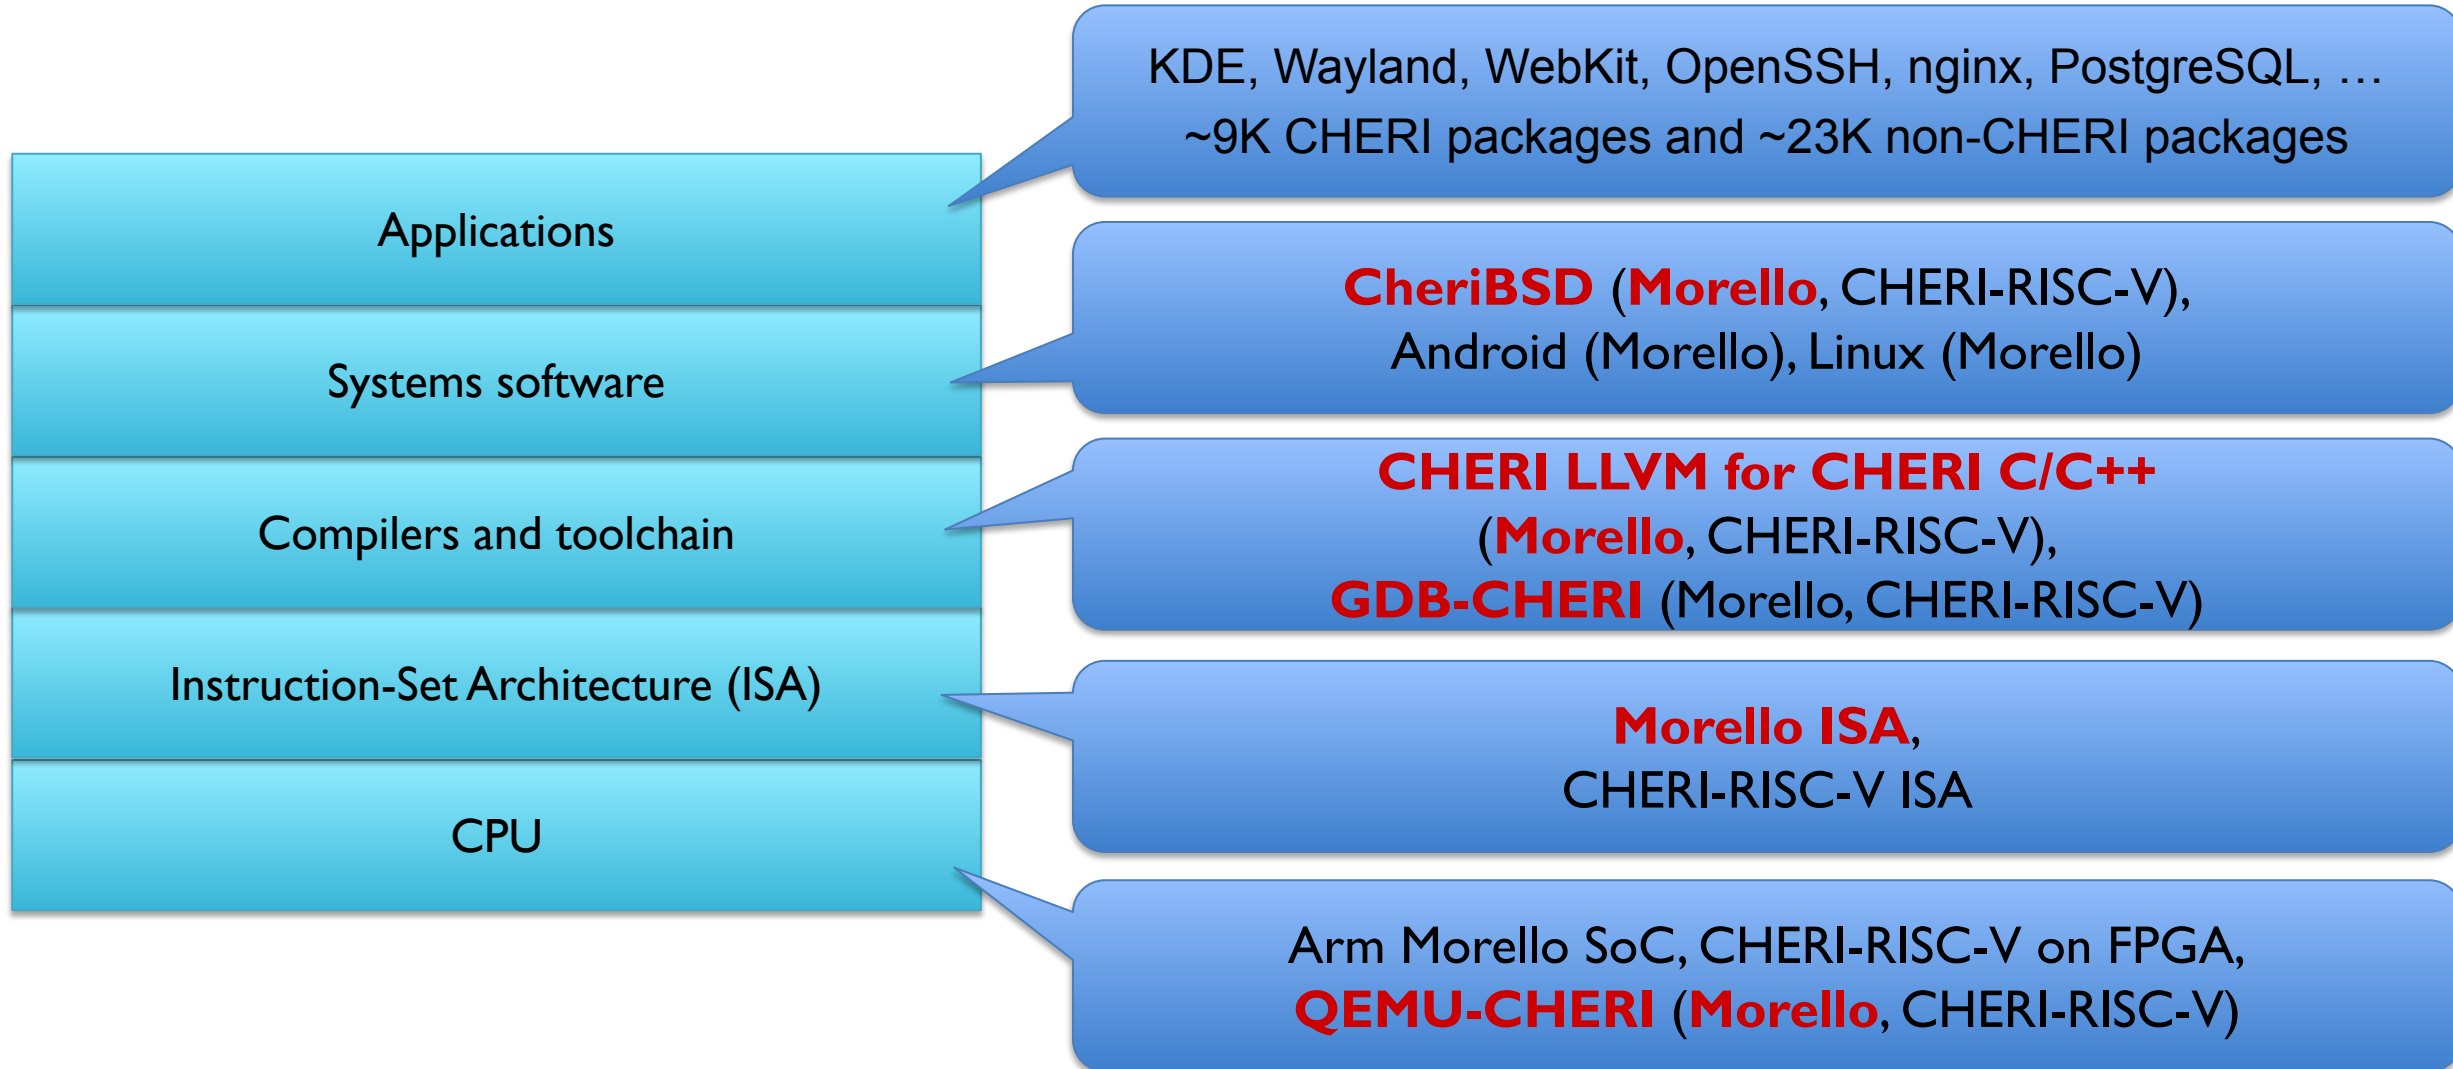 KDE, Wayland, WebKit, OpenSSH, nginx, PostgreSQL, …
~9K CHERI packages and ~23K non-CHERI packages
Applications
CheriBSD (Morello, CHERI-RISC-V),
Android (Morello), Linux (Morello)
Systems software
CHERI LLVM for CHERI C/C++
(Morello, CHERI-RISC-V),
GDB-CHERI (Morello, CHERI-RISC-V)
Compilers and toolchain
Instruction-Set Architecture (ISA)
Morello ISA,
CHERI-RISC-V ISA
CPU
Arm Morello SoC, CHERI-RISC-V on FPGA,
QEMU-CHERI (Morello, CHERI-RISC-V)